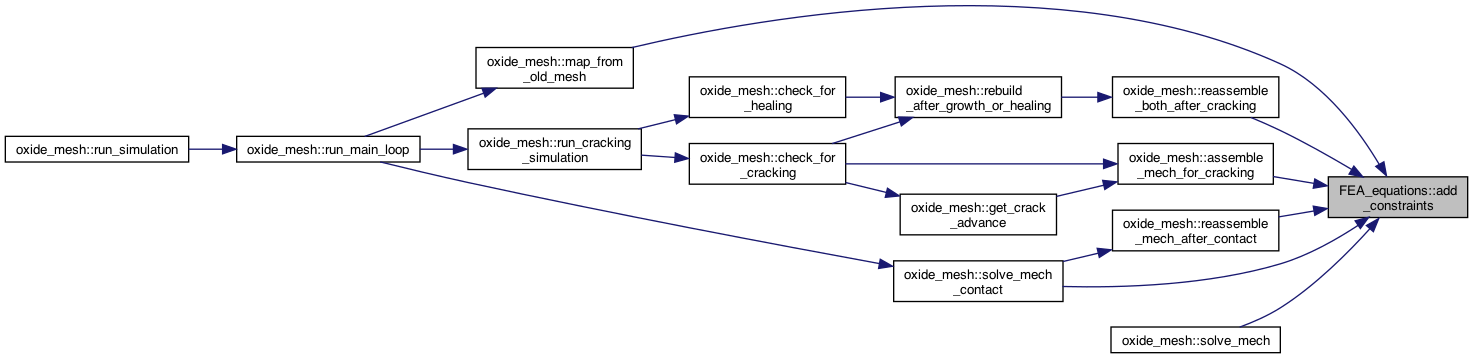 oxide_mesh::run_simulation
oxide_mesh::run_main_loop
oxide_mesh::map_from
_old_mesh
oxide_mesh::run_cracking
_simulation
oxide_mesh::check_for
_healing
oxide_mesh::check_for
_cracking
oxide_mesh::rebuild
_after_growth_or_healing
oxide_mesh::get_crack
_advance
oxide_mesh::solve_mech
_contact
oxide_mesh::reassemble
_both_after_cracking
oxide_mesh::assemble
_mech_for_cracking
oxide_mesh::reassemble
_mech_after_contact
oxide_mesh::solve_mech
FEA_equations::add
_constraints